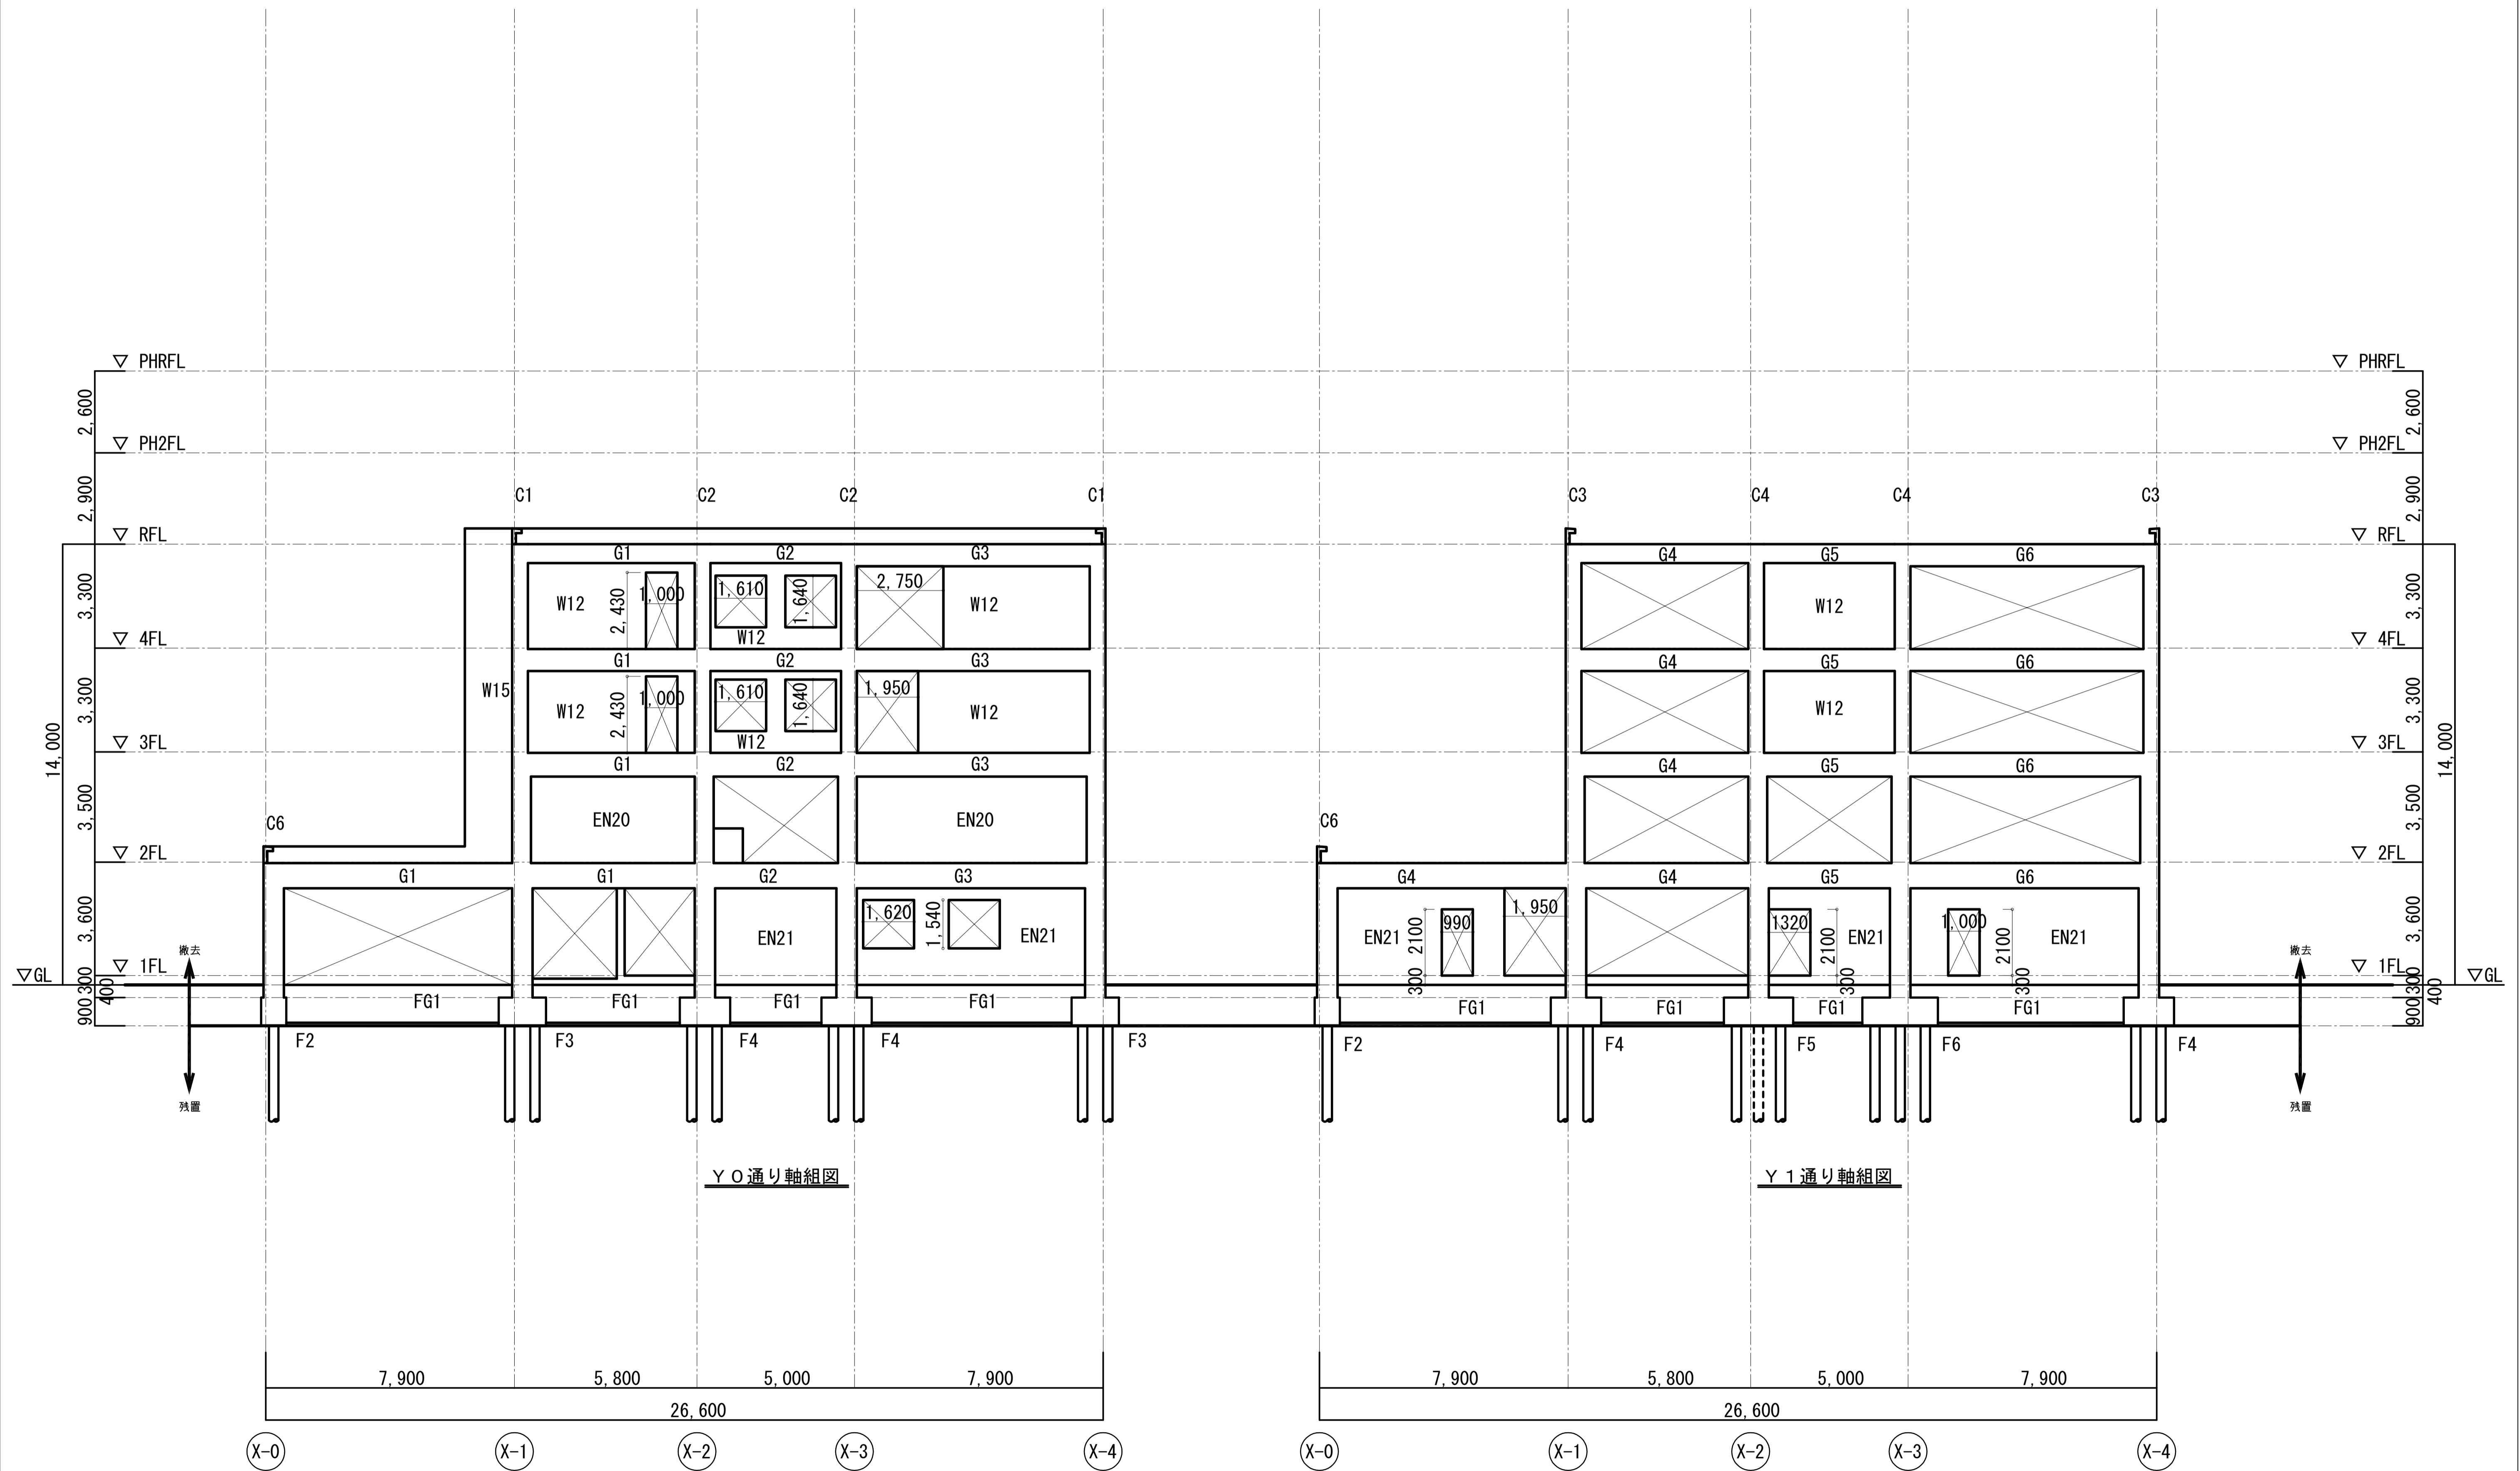 ▽ PHRFL
▽ PHRFL
2,600
2,600
▽ PH2FL
▽ PH2FL
2,900
2,900
C1 C2 C2 C1 C3 C4 C4 C3
▽ RFL
▽ RFL
G1 G2 G3 G4 G5 G6
3,300 W12 2,430 1,000 1,610 1,640 W12 2,750 W12 W12 3,300
▽ 4FL
▽ 4FL
G1 G2 G3 G4 G5 G6
W15
3,300 W12 2,430 1,000 1,610 1,640 W12 1,950 W12 W12 3,300
14,000
14,000
▽ 3FL
▽ 3FL
G1 G2 G3 G4 G5 G6
3,500 C6 EN20 EN20 C6 3,500
▽ 2FL
▽ 2FL
G1 G1 G2 G3 G4 G4 G5 G6
3,600 EN21 1,620 1,540 EN21 EN21 2100 990 1,950 1320 2100 EN21 1,000 2100 EN21 3,600
撤去
撤去
▽ 1FL
▽ 1FL
▽GL
▽GL
300 300 300 300 300
400
400
900 FG1 FG1 FG1 FG1 FG1 FG1 FG1 FG1 900
F2 F3 F4 F4 F3 F2 F4 F5 F6 F4
残置
残置
Y0通り軸組図
Y1通り軸組図
7,900 5,800 5,000 7,900
7,900 5,800 5,000 7,900
26,600
26,600
X-0 X-1 X-2 X-3 X-4
X-0 X-1 X-2 X-3 X-4